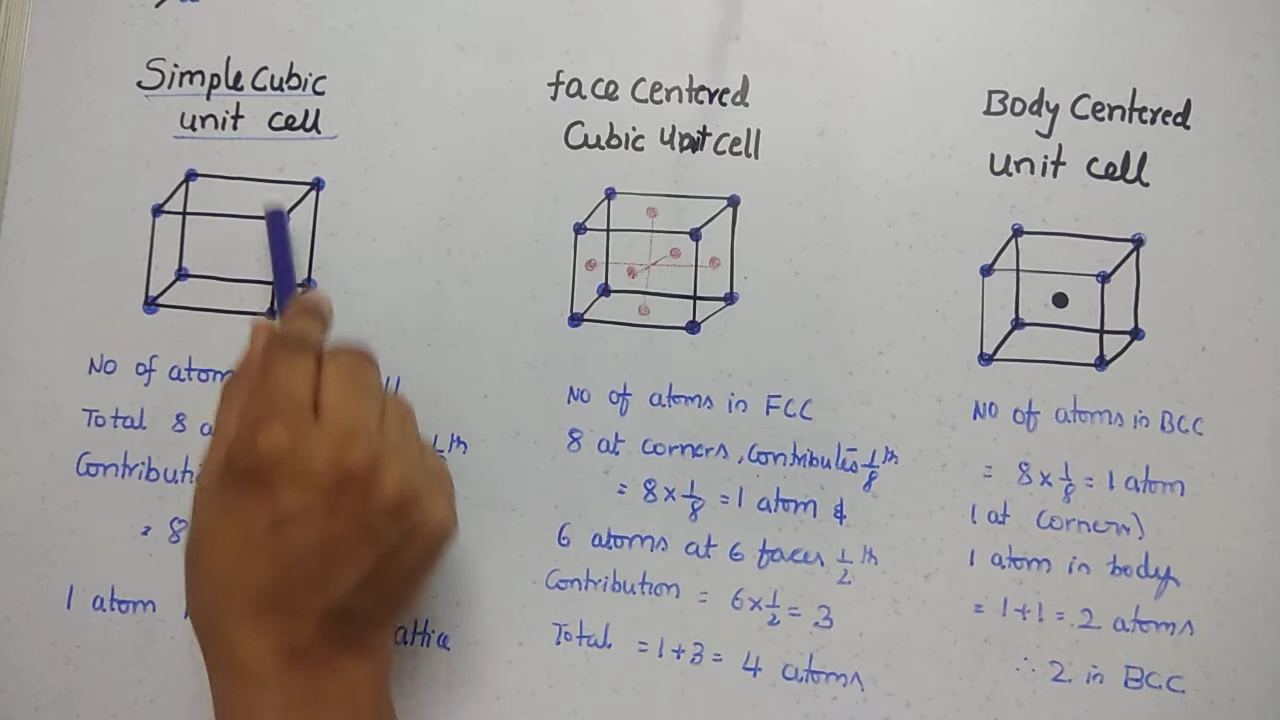 Simple Cubic
unit cell
No of atom
Total 8 a
th
Contributi
= 8
1 atom
attice
face Centered
Cubic Unit cell
No of atoms in FCC
8 at corners, Contributes 1/8 th
= 8 × 1/8 = 1 atom &
6 atoms at 6 faces 1/2 th
Contribution = 6 × 1/2 = 3
Total = 1+3 = 4 atoms
Body Centered
unit cell
No of atoms in BCC
= 8 × 1/8 = 1 atom
(at corners)
1 atom in body
= 1+1 = 2 atoms
∴ 2 in BCC